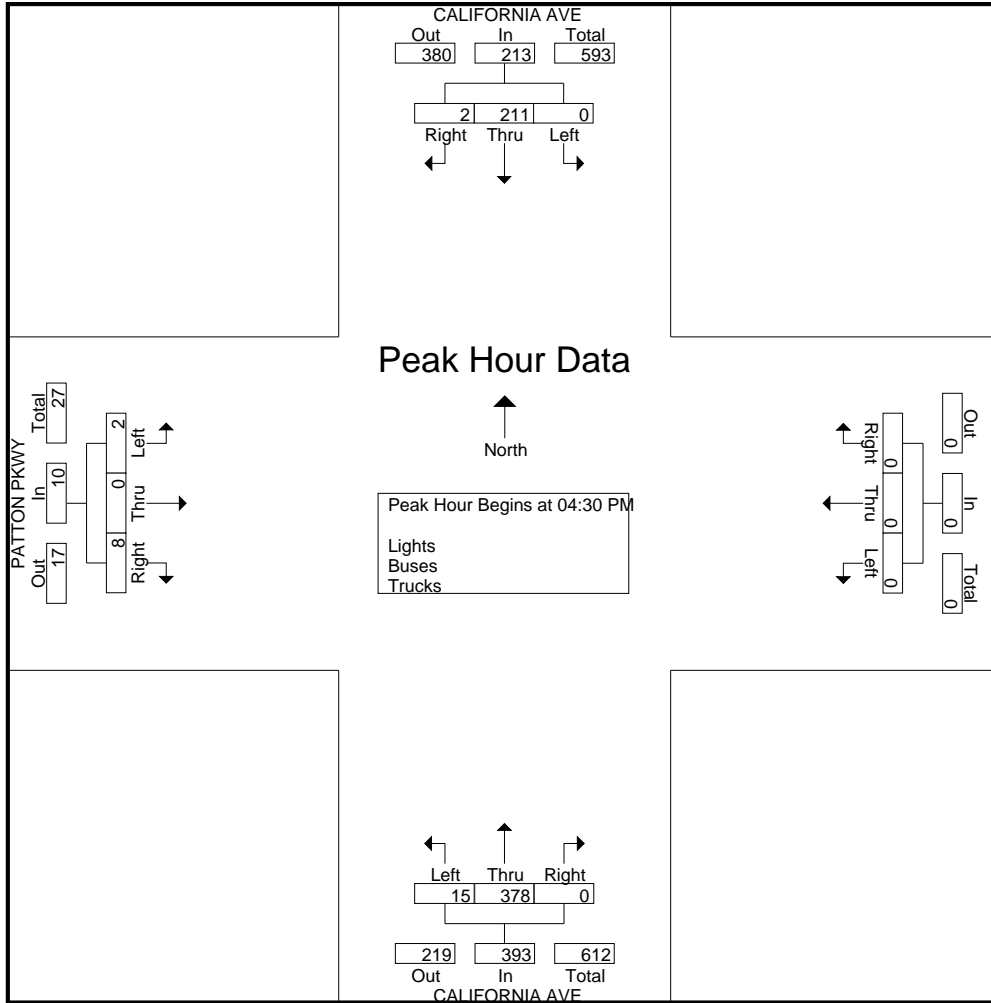 CALIFORNIA AVE
Out In Total
380 213 593
2 211 0
Right Thru Left
Peak Hour Data
North
Peak Hour Begins at 04:30 PM
Lights
Buses
Trucks
PATTON PKWY
Out In Total
17 10 27
8 0 2
Right Thru Left
Right Thru Left
0 0 0
Out In Total
0 0 0
Left Thru Right
15 378 0
219 393 612
Out In Total
CALIFORNIA AVE